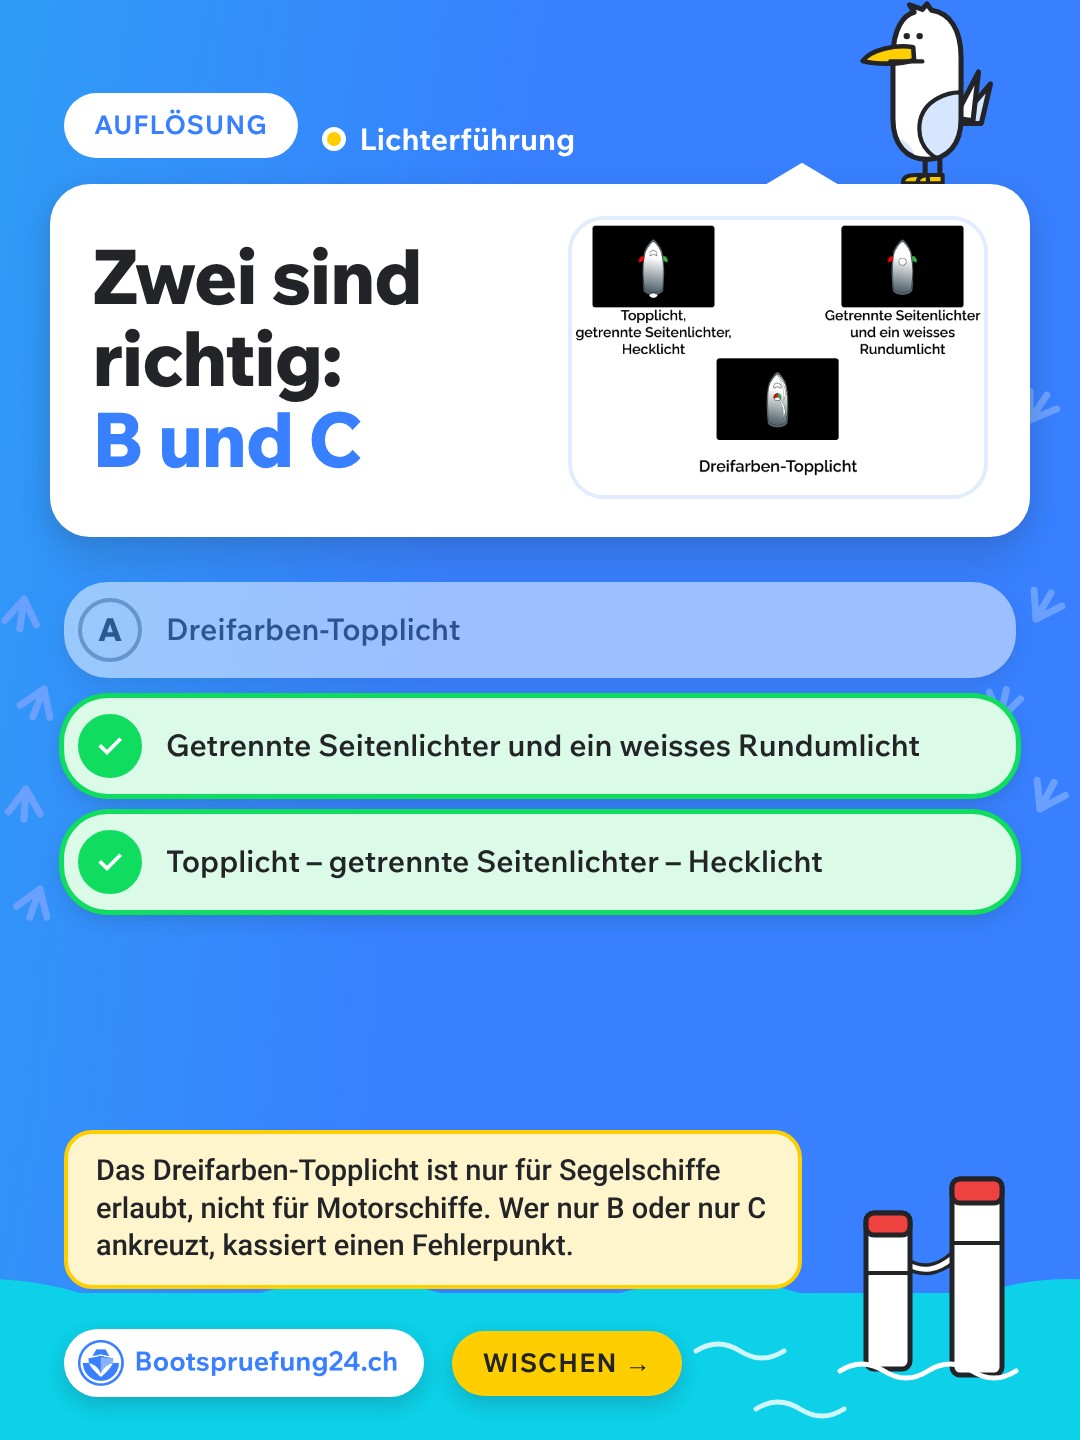 AUFLÖSUNG
Lichterführung
Zwei sind
richtig:
B und C
Topplicht,
getrennte Seitenlichter,
Hecklicht
Getrennte Seitenlichter
und ein weisses
Rundumlicht
Dreifarben-Topplicht
A Dreifarben-Topplicht
Getrennte Seitenlichter und ein weisses Rundumlicht
Topplicht – getrennte Seitenlichter – Hecklicht
Das Dreifarben-Topplicht ist nur für Segelschiffe
erlaubt, nicht für Motorschiffe. Wer nur B oder nur C
ankreuzt, kassiert einen Fehlerpunkt.
Bootspruefung24.ch
WISCHEN →